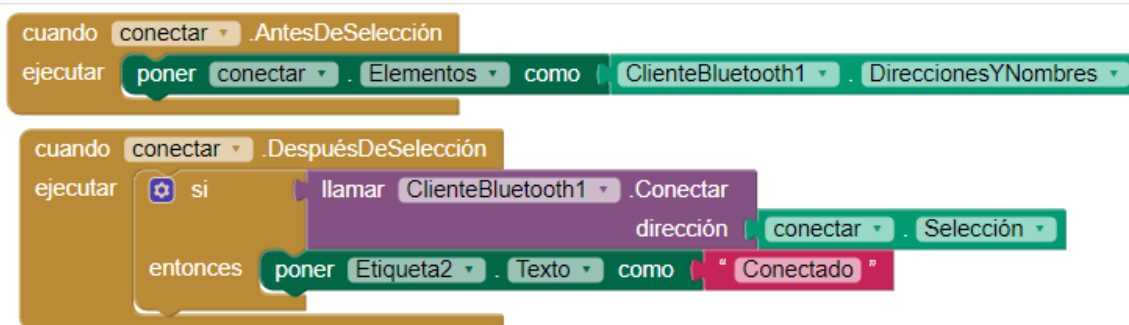 cuando conectar .AntesDeSelección
ejecutar poner conectar . Elementos como ClienteBluetooth1 . DireccionesYNombres
cuando conectar .DespuésDeSelección
ejecutar si llamar ClienteBluetooth1 .Conectar
dirección conectar . Selección
entonces poner Etiqueta2 . Texto como “ Conectado ”